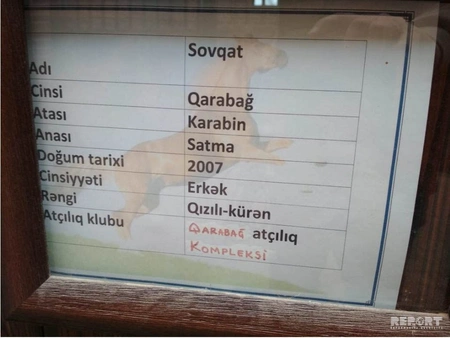 Adı Sovqat
Cinsi Qarabağ
Atası Karabin
Anası Satma
Doğum tarixi 2007
Cinsiyyəti Erkək
Rəngi Qızılı-kürən
Atçılıq klubu QARABAĞ atçılıq
KOMPLEKSİ
REPORT